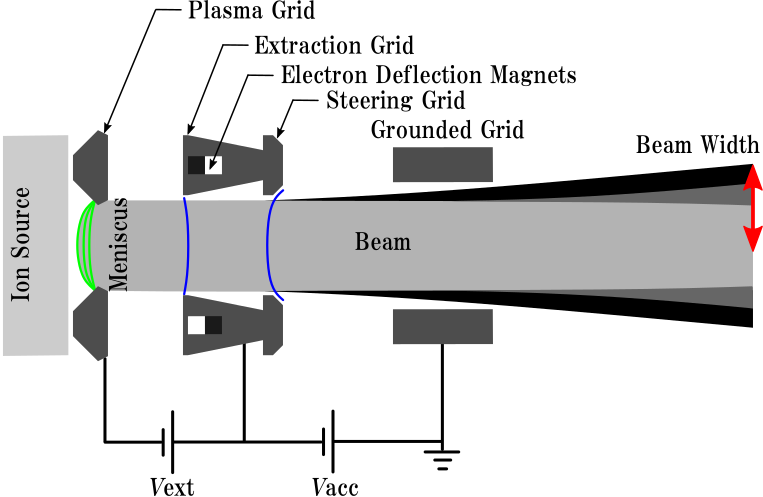 Plasma Grid
Extraction Grid
Electron Deflection Magnets
Steering Grid
Grounded Grid
Beam Width
Ion Source
Meniscus
Beam
Vext
Vacc